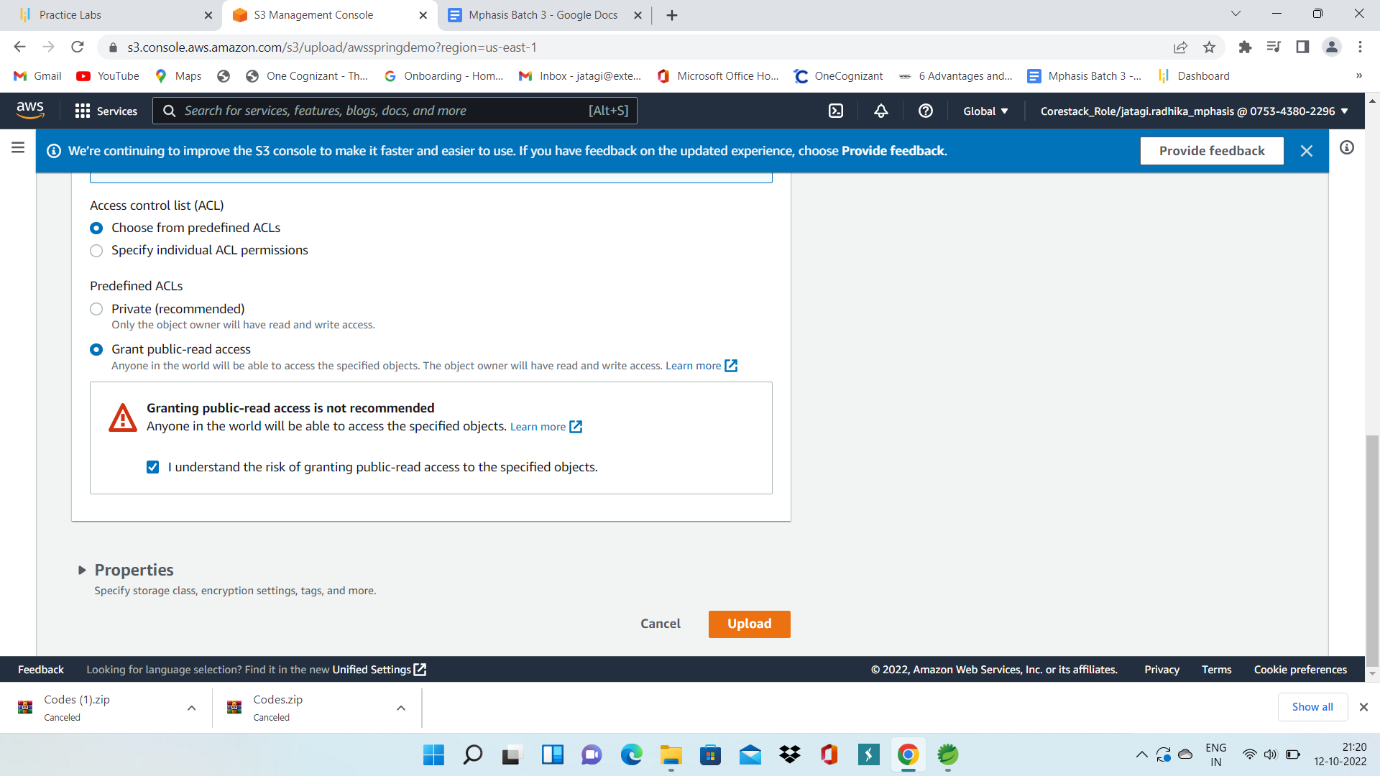 Practice Labs
S3 Management Console
Mphasis Batch 3 - Google Docs
s3.console.aws.amazon.com/s3/upload/awsspringdemo?region=us-east-1
Gmail
YouTube
Maps
One Cognizant - Th...
Onboarding - Hom...
Inbox - jatagi@exte...
Microsoft Office Ho...
OneCognizant
6 Advantages and...
Mphasis Batch 3 -...
Dashboard
»
aws
Services
Search for services, features, blogs, docs, and more
[Alt+S]
Global
Corestack_Role/jatagi.radhika_mphasis @ 0753-4380-2296
We're continuing to improve the S3 console to make it faster and easier to use. If you have feedback on the updated experience, choose Provide feedback.
Provide feedback
Access control list (ACL)
Choose from predefined ACLs
Specify individual ACL permissions
Predefined ACLs
Private (recommended)
Only the object owner will have read and write access.
Grant public-read access
Anyone in the world will be able to access the specified objects. The object owner will have read and write access. Learn more
Granting public-read access is not recommended
Anyone in the world will be able to access the specified objects. Learn more
I understand the risk of granting public-read access to the specified objects.
Properties
Specify storage class, encryption settings, tags, and more.
Cancel
Upload
Feedback
Looking for language selection? Find it in the new Unified Settings
© 2022, Amazon Web Services, Inc. or its affiliates.
Privacy
Terms
Cookie preferences
Codes (1).zip
Canceled
Codes.zip
Canceled
Show all
ENG
IN
21:20
12-10-2022